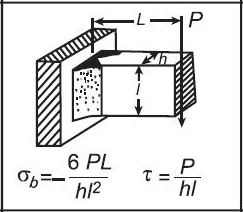 L P
h
l
σb=-6 PL/hl² τ=P/hl